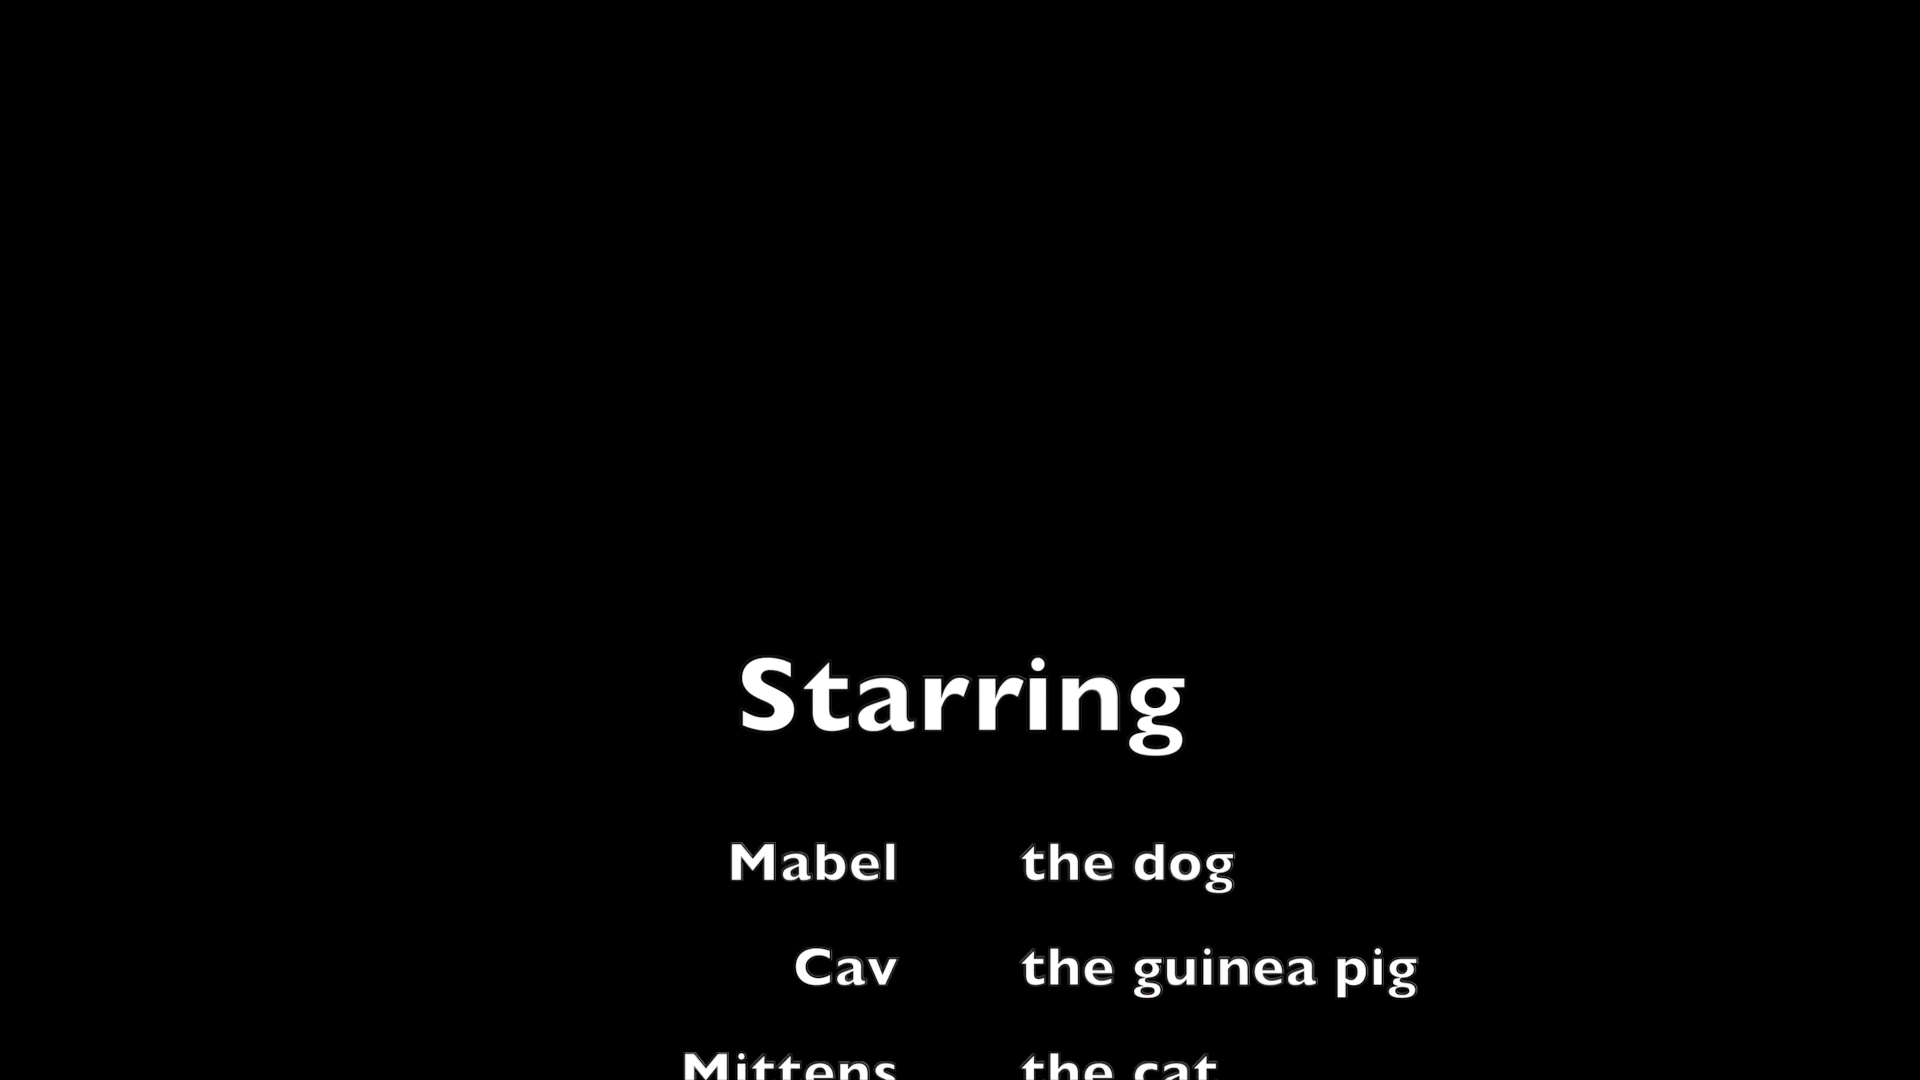 Starring
Mabel the dog
Cav the guinea pig
Mittens the cat